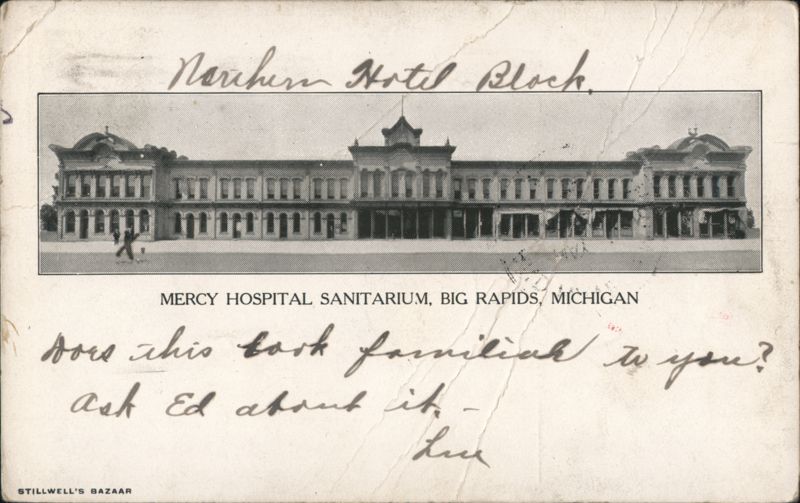 Northern Hotel Block.
MERCY HOSPITAL SANITARIUM, BIG RAPIDS, MICHIGAN
Does this look familiar to you?
Ask Ed about it. –
STILLWELL'S BAZAAR